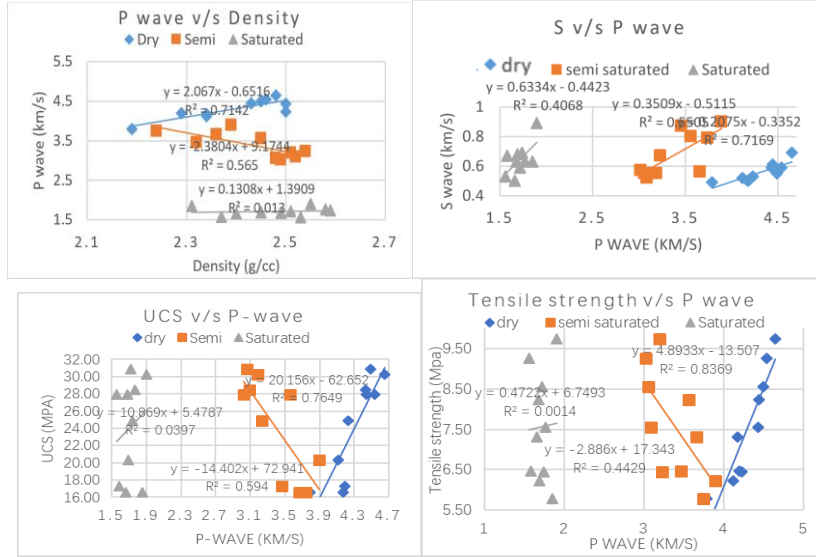 P wave v/s Density
Dry Semi Saturated
5.5
4.5
3.5
2.5
1.5
P wave (km/s)
y = 2.067x - 0.6516
R² = 0.7142
y = -2.3804x + 9.1744
R² = 0.565
y = 0.1308x + 1.3909
R² = 0.013
2.1 2.3 2.5 2.7
Density (g/cc)
S v/s P wave
dry semi saturated Saturated
y = 0.6334x - 0.4423
R² = 0.4068
y = 0.3509x - 0.5115
y = 0.2075x - 0.3352
R² = 0.7169
1
0.8
0.6
0.4
S wave (km/s)
1.5 2.5 3.5 4.5
P WAVE (KM/S)
UCS v/s P-wave
dry Semi Saturated
32.00
30.00
28.00
26.00
24.00
22.00
20.00
18.00
16.00
UCS (MPA)
y = 20.156x - 62.652
R² = 0.7649
y = 10.869x + 5.4787
R² = 0.0397
y = -14.402x + 72.941
R² = 0.594
1.5 1.9 2.3 2.7 3.1 3.5 3.9 4.3 4.7
P-WAVE (KM/S)
Tensile strength v/s P wave
dry semi saturated Saturated
9.50
8.50
7.50
6.50
5.50
Tensile strength (Mpa)
y = 4.8933x - 13.507
R² = 0.8369
y = 0.4722x + 6.7493
R² = 0.0014
y = -2.886x + 17.343
R² = 0.4429
1 2 3 4 5
P WAVE (KM/S)